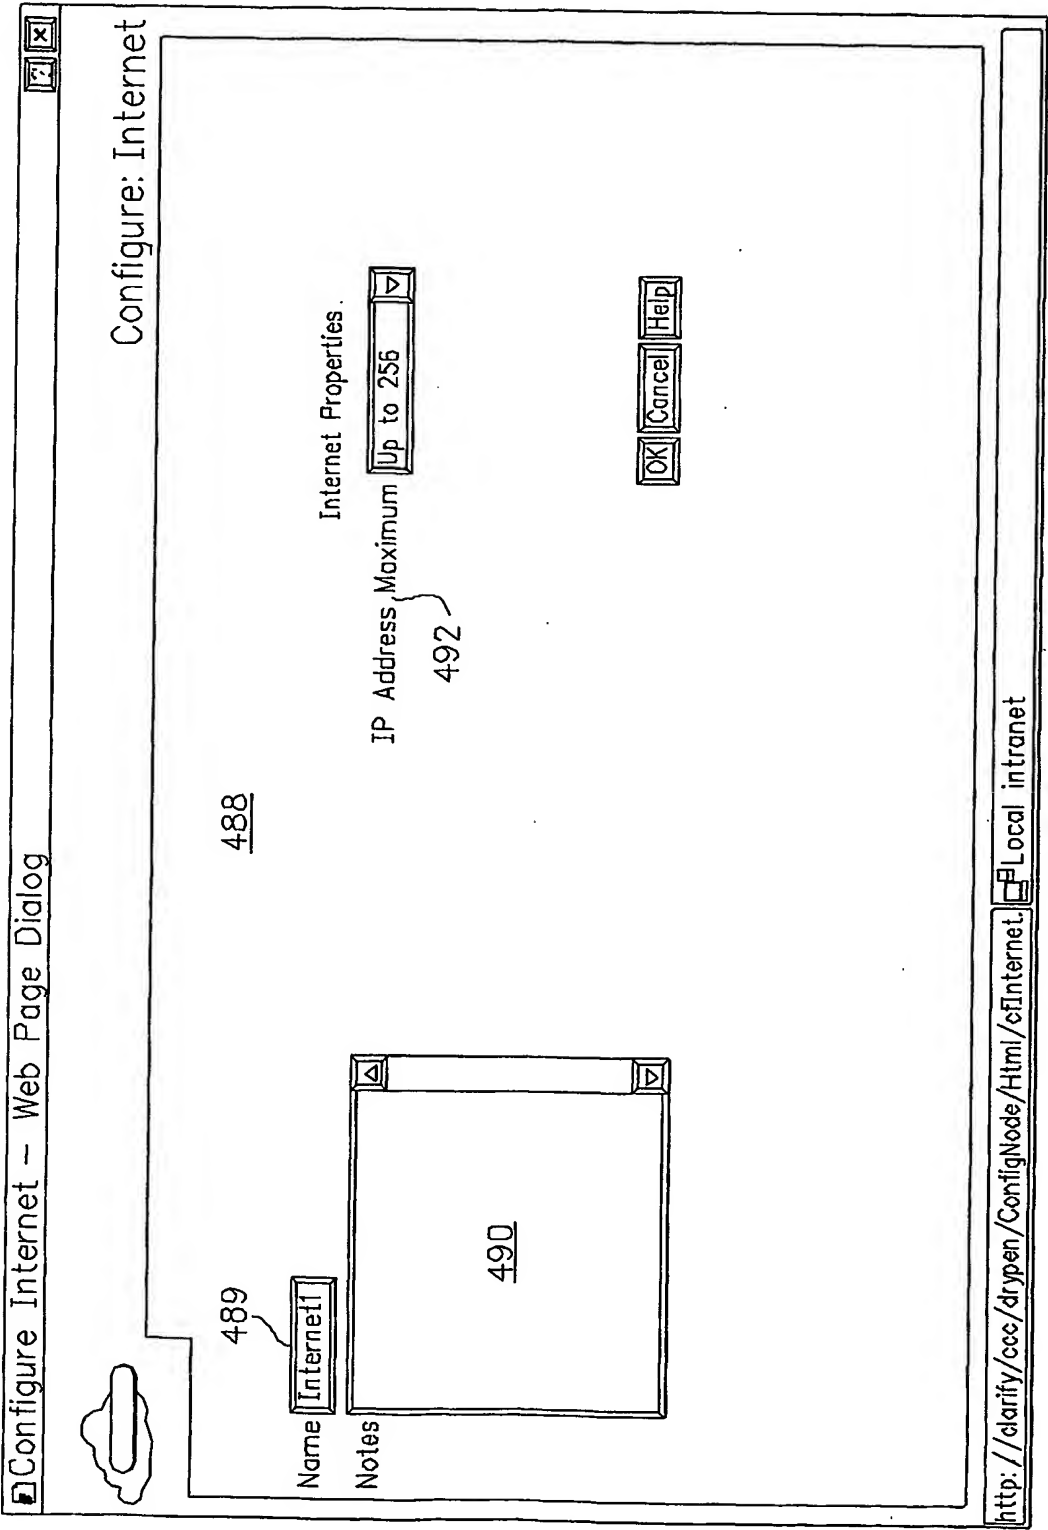 Configure Internet — Web Page Dialog
Configure: Internet
488
489
Name Internet1
Notes
490
Internet Properties
IP Address Maximum Up to 256
492
OK Cancel Help
http://clarify/ccc/drypen/ConfigNode/Html/cfInternet.
Local intranet